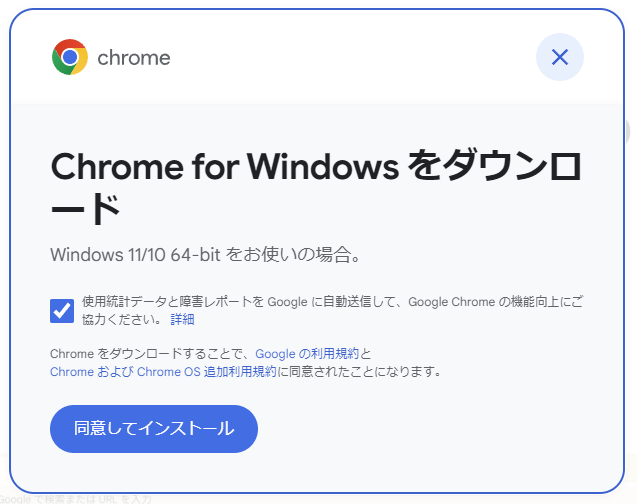 chrome
Chrome for Windows をダウンロ
ード
Windows 11/10 64-bit をお使いの場合。
使用統計データと障害レポートを Google に自動送信して、Google Chrome の機能向上にご
協力ください。 詳細
Chrome をダウンロードすることで、Google の利用規約と
Chrome および Chrome OS 追加利用規約に同意されたことになります。
同意してインストール
Google で検索または URL を入力